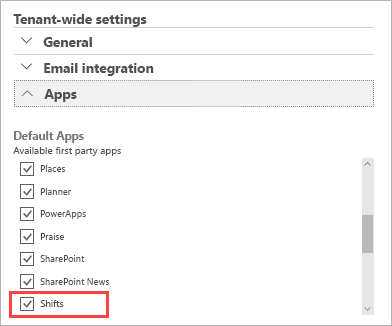 Tenant-wide settings
General
Email integration
Apps
Default Apps
Available first party apps
Places
Planner
PowerApps
Praise
SharePoint
SharePoint News
Shifts